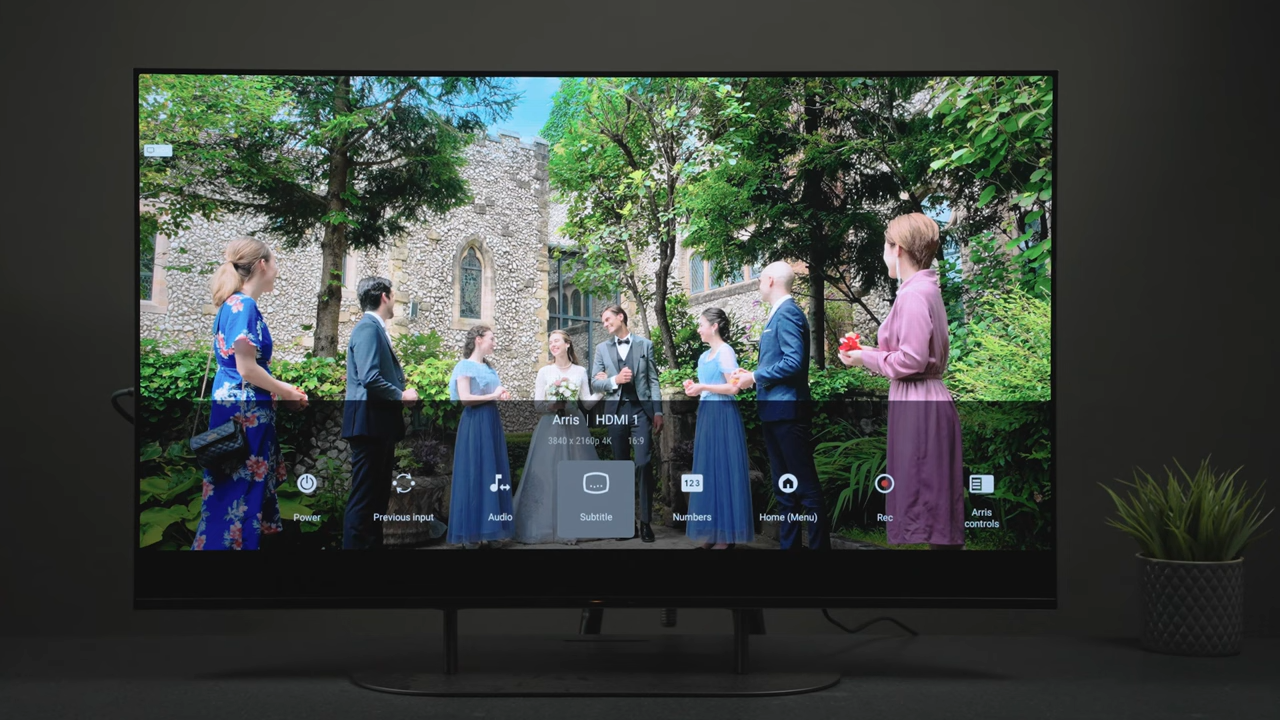 Arris | HDMI 1
3840 x 2160p 4K 16:9
123
Power
Previous input
Audio
Subtitle
Numbers
Home (Menu)
Rec
Arris
controls